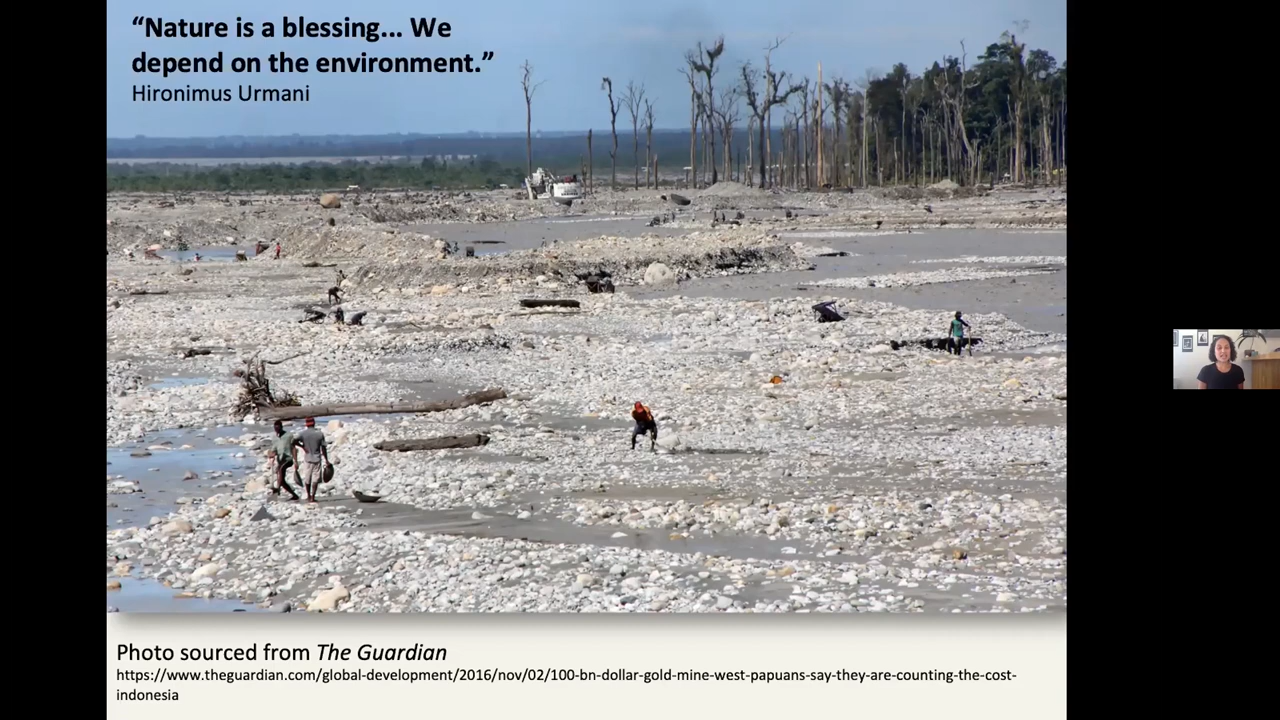 “Nature is a blessing... We
depend on the environment.”
Hironimus Urmani
Photo sourced from The Guardian
https://www.theguardian.com/global-development/2016/nov/02/100-bn-dollar-gold-mine-west-papuans-say-they-are-counting-the-cost-
indonesia